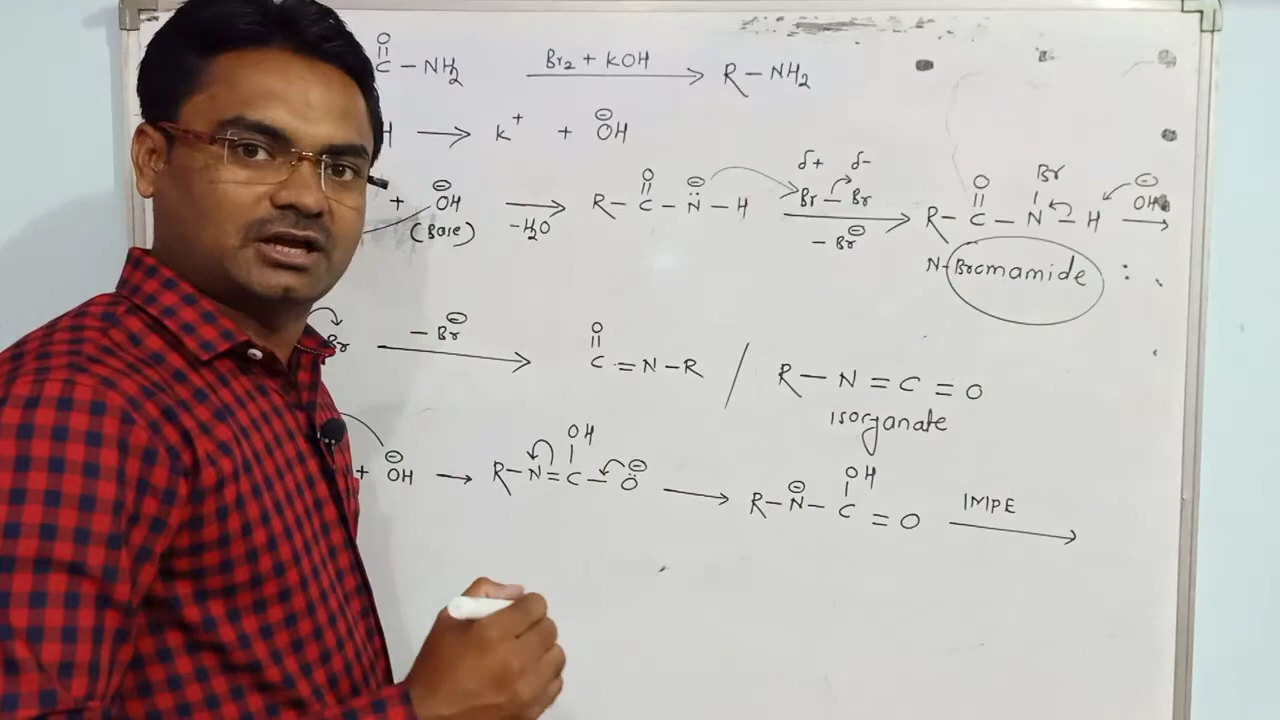 O
||
C – NH₂ Br₂ + KOH ⟶ R – NH₂
H ⟶ K⁺ + ⊖OH
+ ⊖OH (Base) –H₂O ⟶ R – C(=O) – N̈⊖ – H δ+ δ– Br – Br – Br⊖ ⟶ R – C(=O) – N(Br) – H ⊖OH ⟶
N-Bromamide :
Br – Br⊖ ⟶ O=C=N–R / R – N = C = O
isocyanate
+ ⊖OH ⟶ R–N=C(OH)–Ö⊖ ⟶ R–N⊖–C(OH)=O IMPE ⟶